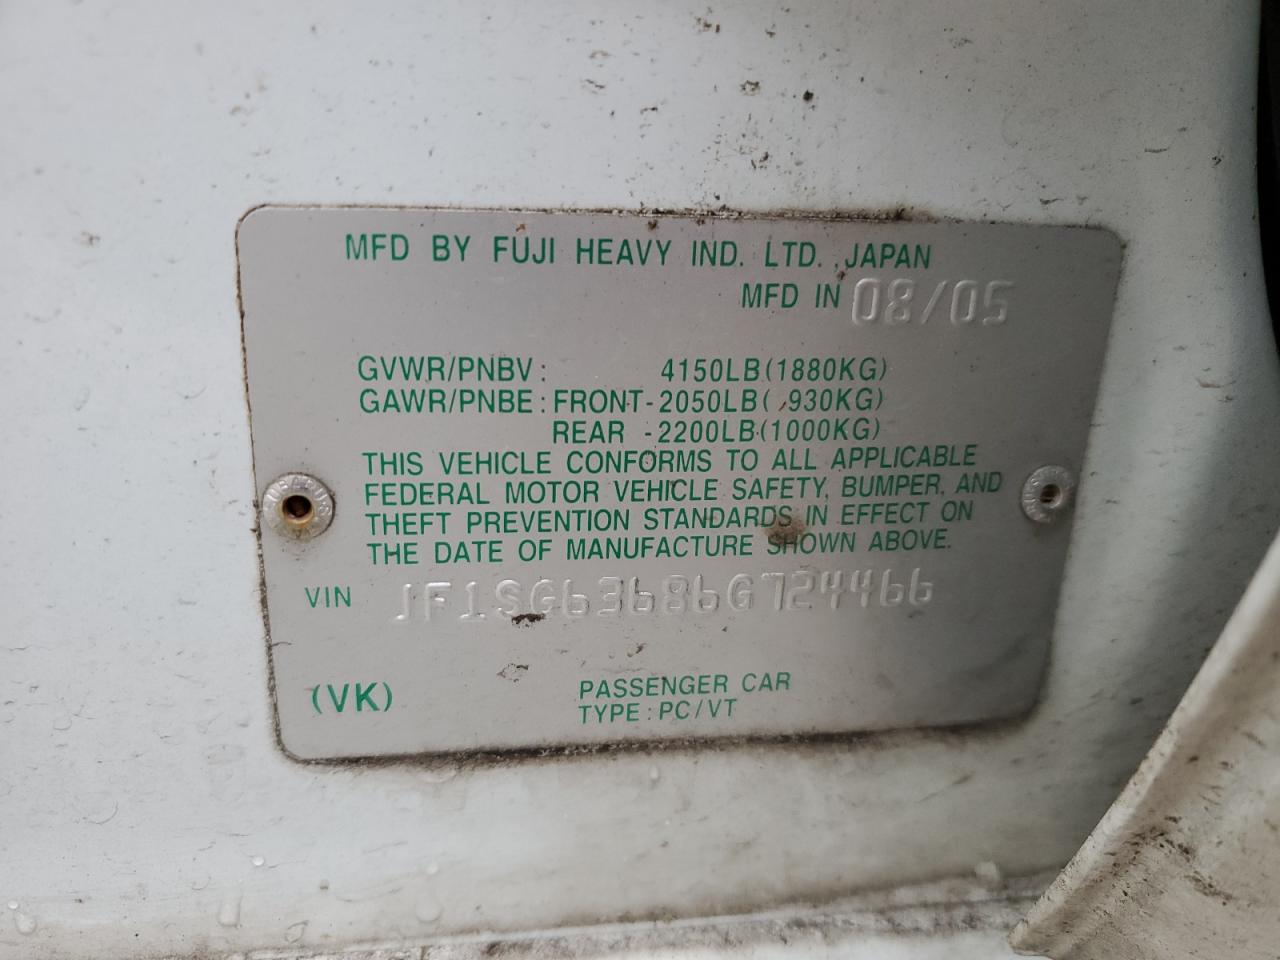 MFD BY FUJI HEAVY IND. LTD. JAPAN
MFD IN 08/05
GVWR/PNBV: 4150LB(1880KG)
GAWR/PNBE: FRONT-2050LB( 930KG)
REAR -2200LB(1000KG)
THIS VEHICLE CONFORMS TO ALL APPLICABLE
FEDERAL MOTOR VEHICLE SAFETY, BUMPER, AND
THEFT PREVENTION STANDARDS IN EFFECT ON
THE DATE OF MANUFACTURE SHOWN ABOVE.
VIN JF1SG63686G724466
(VK)
PASSENGER CAR
TYPE: PC/VT